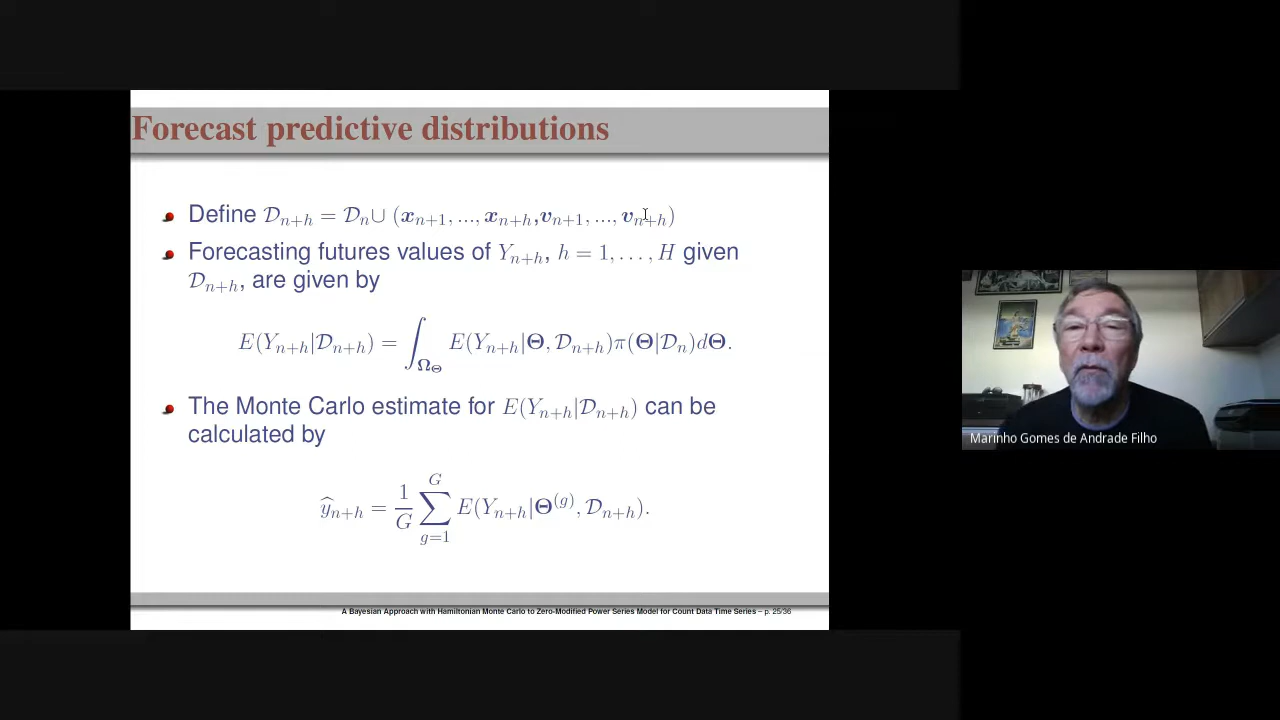 Forecast predictive distributions
Define 𝒟ₙ₊ₕ = 𝒟ₙ∪ (𝒙ₙ₊₁, ..., 𝒙ₙ₊ₕ,𝒗ₙ₊₁, ..., 𝒗ₙ₊ₕ)
Forecasting futures values of Yₙ₊ₕ, h = 1, . . . , H given
𝒟ₙ₊ₕ, are given by
E(Yₙ₊ₕ|𝒟ₙ₊ₕ) = ∫_{Ω_Θ} E(Yₙ₊ₕ|Θ, 𝒟ₙ₊ₕ)π(Θ|𝒟ₙ)dΘ.
The Monte Carlo estimate for E(Yₙ₊ₕ|𝒟ₙ₊ₕ) can be
calculated by
ŷₙ₊ₕ = 1/G ∑_{g=1}^{G} E(Yₙ₊ₕ|Θ^{(g)}, 𝒟ₙ₊ₕ).
A Bayesian Approach with Hamiltonian Monte Carlo to Zero-Modified Power Series Model for Count Data Time Series – p. 25/36
Marinho Gomes de Andrade Filho